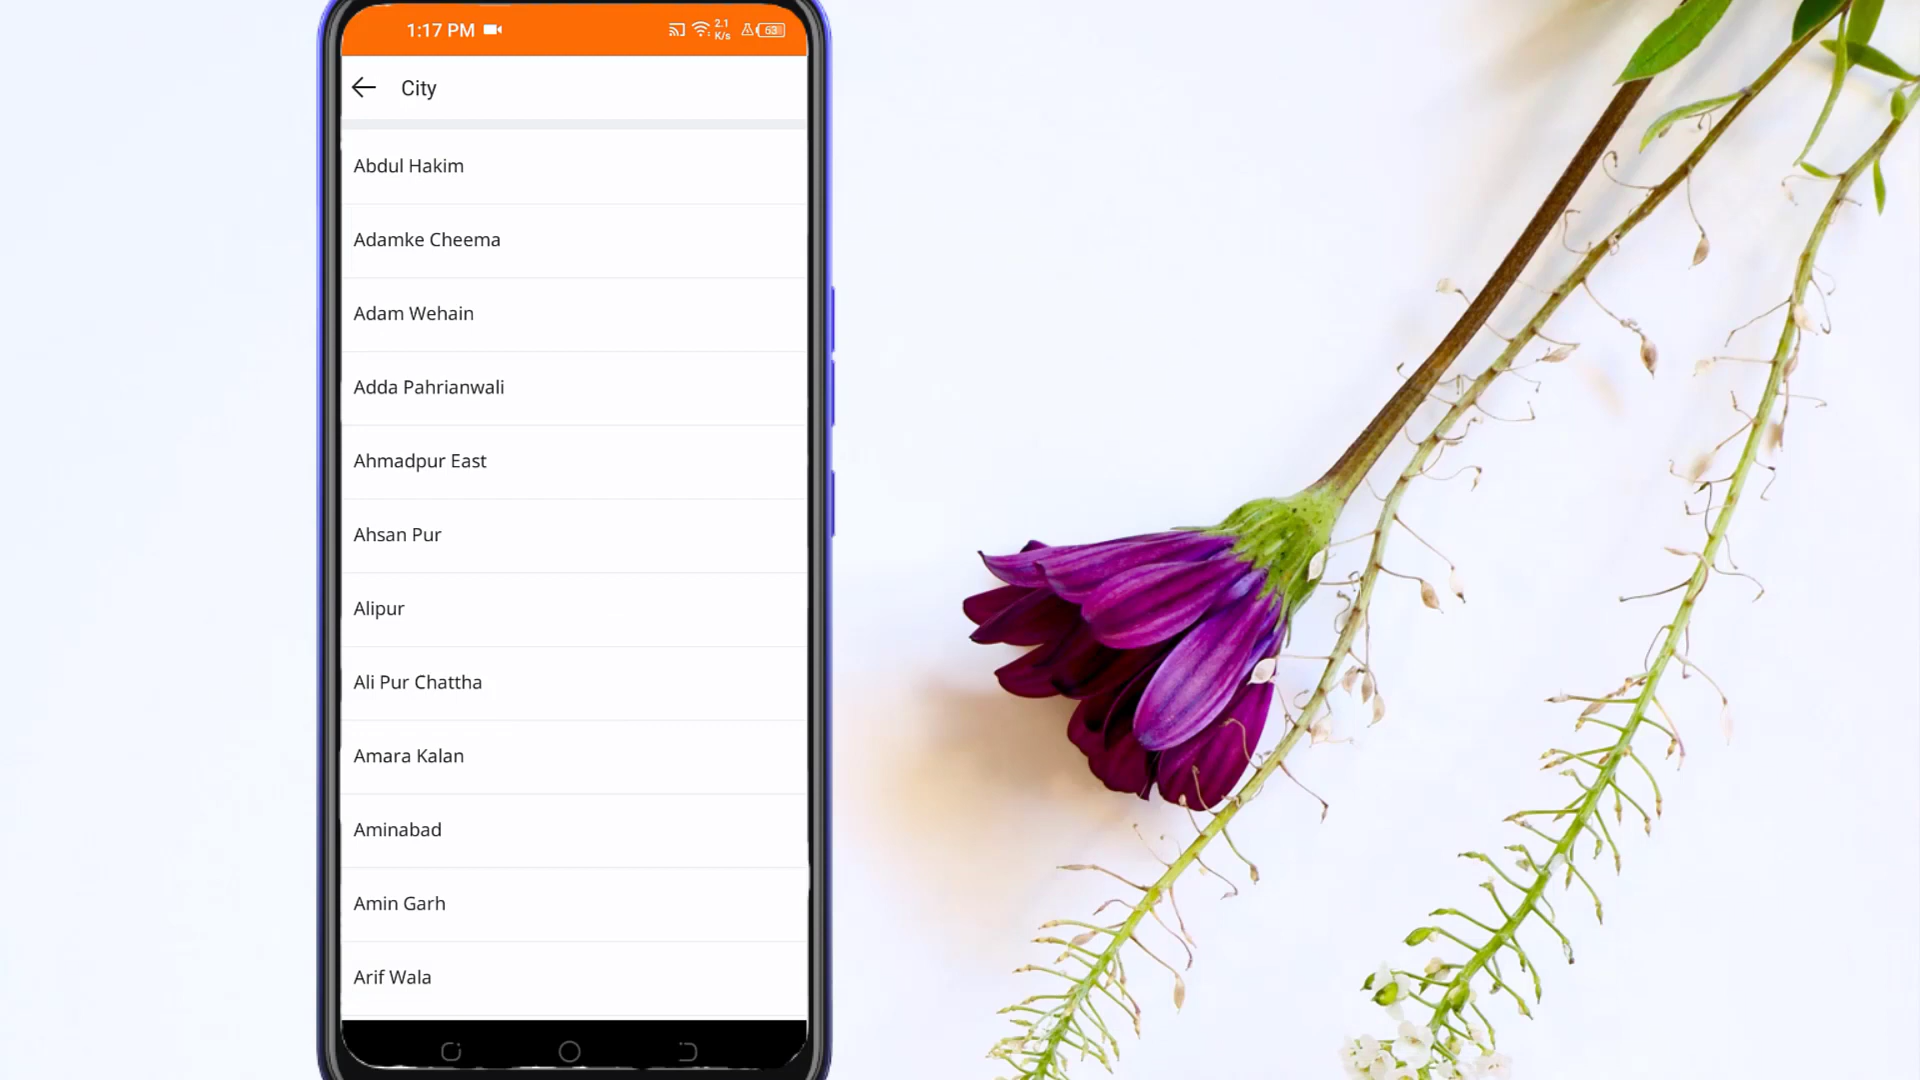 1:17 PM 2.1 K/s 63
City
Abdul Hakim
Adamke Cheema
Adam Wehain
Adda Pahrianwali
Ahmadpur East
Ahsan Pur
Alipur
Ali Pur Chattha
Amara Kalan
Aminabad
Amin Garh
Arif Wala